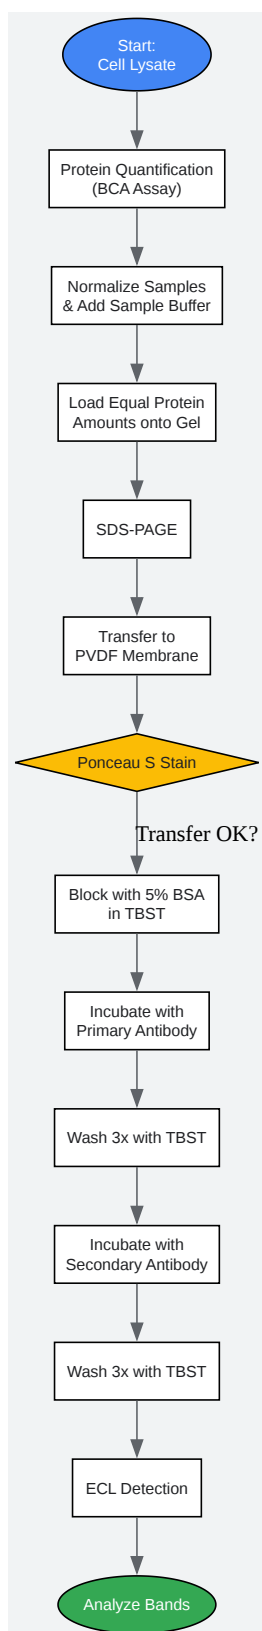 Start:
Cell Lysate
Protein Quantification
(BCA Assay)
Normalize Samples
& Add Sample Buffer
Load Equal Protein
Amounts onto Gel
SDS-PAGE
Transfer to
PVDF Membrane
Ponceau S Stain
Transfer OK?
Block with 5% BSA
in TBST
Incubate with
Primary Antibody
Wash 3x with TBST
Incubate with
Secondary Antibody
Wash 3x with TBST
ECL Detection
Analyze Bands